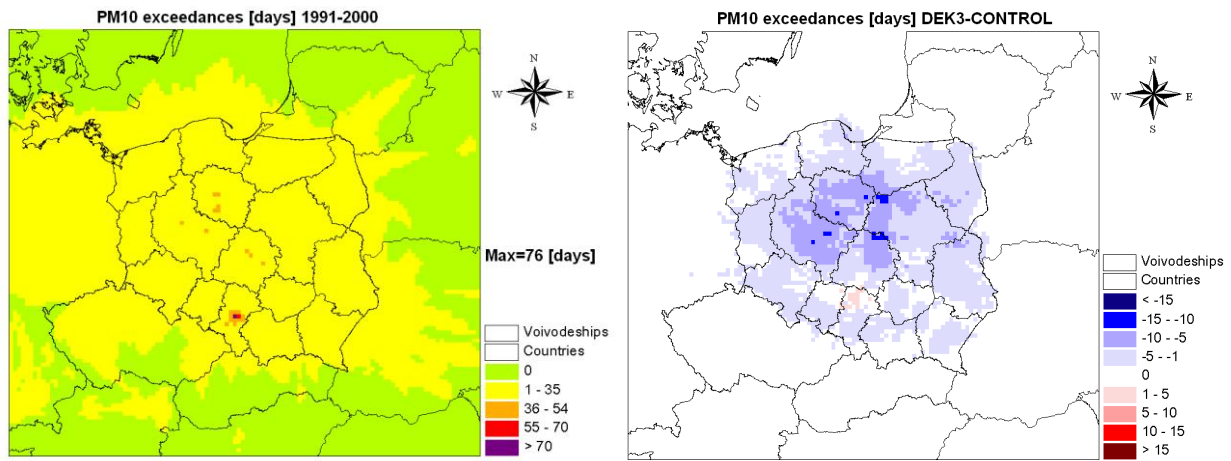 PM10 exceedances [days] 1991-2000
N
W E
S
Max=76 [days]
Voivodeships
Countries
0
1 - 35
36 - 54
55 - 70
> 70
PM10 exceedances [days] DEK3-CONTROL
N
W E
S
Voivodeships
Countries
< -15
-15 - -10
-10 - -5
-5 - -1
0
1 - 5
5 - 10
10 - 15
> 15